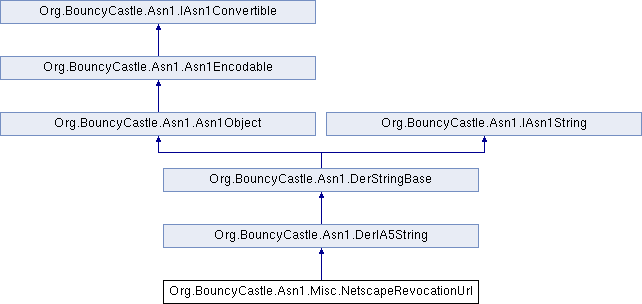 Org.BouncyCastle.Asn1.IAsn1Convertible
Org.BouncyCastle.Asn1.Asn1Encodable
Org.BouncyCastle.Asn1.Asn1Object
Org.BouncyCastle.Asn1.IAsn1String
Org.BouncyCastle.Asn1.DerStringBase
Org.BouncyCastle.Asn1.DerIA5String
Org.BouncyCastle.Asn1.Misc.NetscapeRevocationUrl